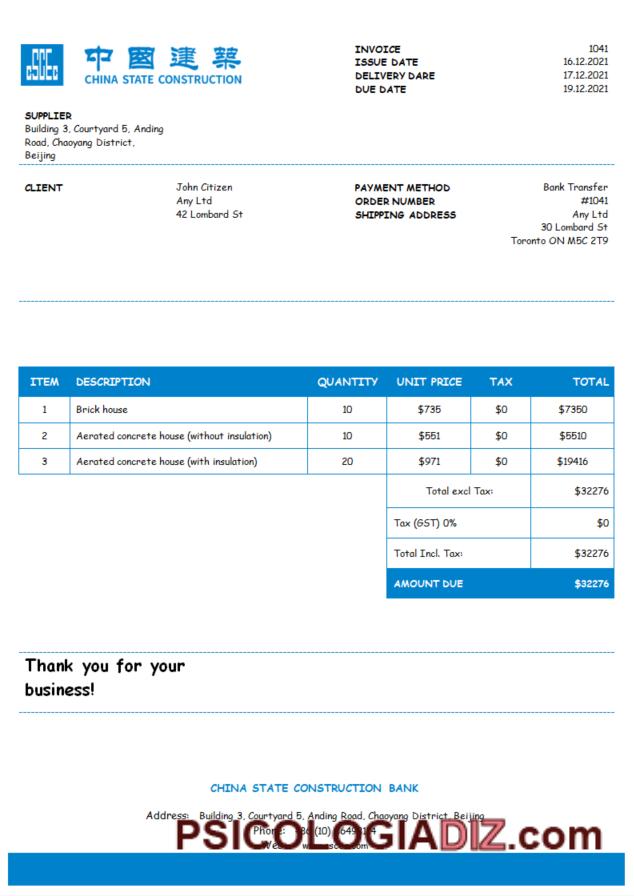 CSCEC
中國建築
CHINA STATE CONSTRUCTION
INVOICE 1041
ISSUE DATE 16.12.2021
DELIVERY DARE 17.12.2021
DUE DATE 19.12.2021
SUPPLIER
Building 3, Courtyard 5, Anding
Road, Chaoyang District,
Beijing
CLIENT John Citizen PAYMENT METHOD Bank Transfer
Any Ltd ORDER NUMBER #1041
42 Lombard St SHIPPING ADDRESS Any Ltd
30 Lombard St
Toronto ON M5C 2T9
ITEM DESCRIPTION QUANTITY UNIT PRICE TAX TOTAL
1 Brick house 10 $735 $0 $7350
2 Aerated concrete house (without insulation) 10 $551 $0 $5510
3 Aerated concrete house (with insulation) 20 $971 $0 $19416
Total excl Tax: $32276
Tax (GST) 0% $0
Total Incl. Tax: $32276
AMOUNT DUE $32276
Thank you for your
business!
CHINA STATE CONSTRUCTION BANK
Address: Building 3, Courtyard 5, Anding Road, Chaoyang District, Beijing
Phone: (10)
PSICOLOGIADIZ.com